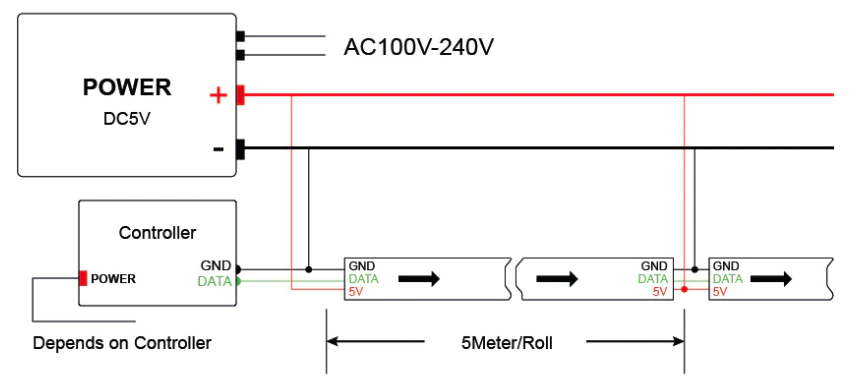 AC100V-240V
POWER
DC5V
+
-
Controller
GND
DATA
POWER
Depends on Controller
GND
DATA
5V
GND
DATA
5V
GND
DATA
5V
5Meter/Roll